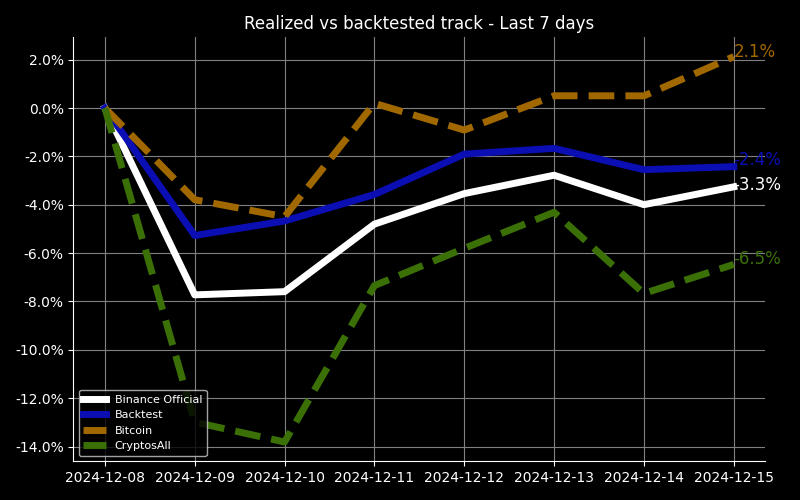 Realized vs backtested track - Last 7 days
2.0%
0.0%
-2.0%
-4.0%
-6.0%
-8.0%
-10.0%
-12.0%
-14.0%
2.1%
-2.4%
-3.3%
-6.5%
Binance Official
Backtest
Bitcoin
CryptosAll
2024-12-08 2024-12-09 2024-12-10 2024-12-11 2024-12-12 2024-12-13 2024-12-14 2024-12-15